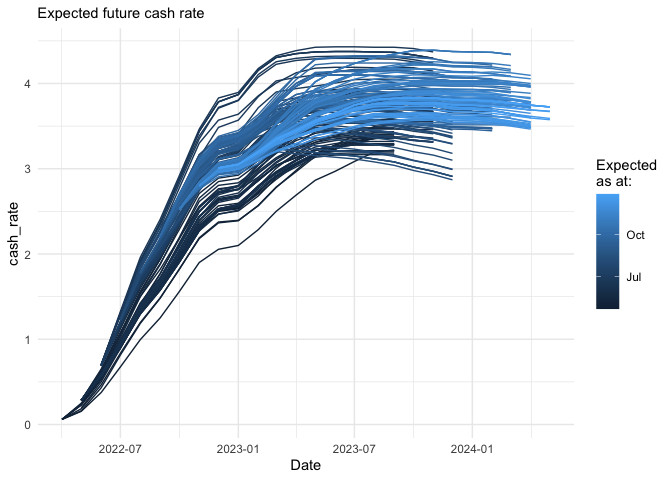 Expected future cash rate
4
3
2
1
0
cash_rate
2022-07
2023-01
2023-07
2024-01
Date
Expected
as at:
Oct
Jul